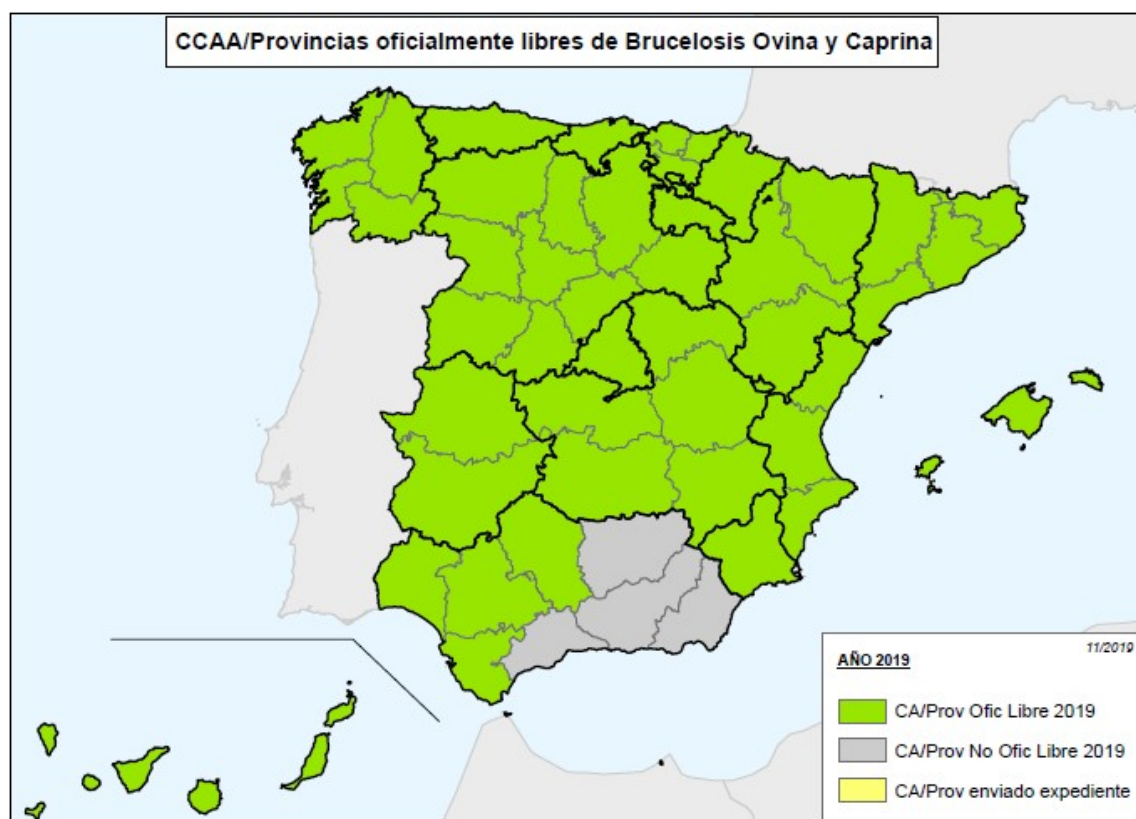 CCAA/Provincias oficialmente libres de Brucelosis Ovina y Caprina
11/2019
AÑO 2019
CA/Prov Ofic Libre 2019
CA/Prov No Ofic Libre 2019
CA/Prov enviado expediente